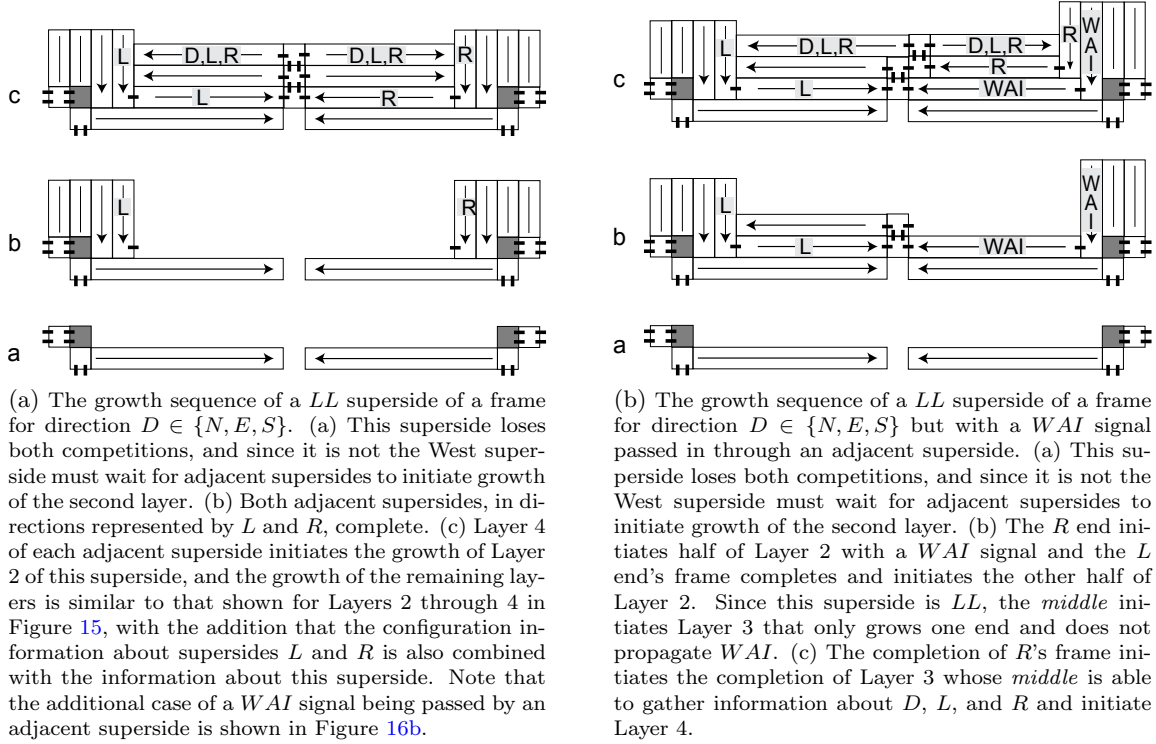 L
D,L,R
D,L,R
R
c
L
R
L
R
b
a
(a) The growth sequence of a LL superside of a frame
for direction D ∈ {N, E, S}. (a) This superside loses
both competitions, and since it is not the West super-
side must wait for adjacent supersides to initiate growth
of the second layer. (b) Both adjacent supersides, in di-
rections represented by L and R, complete. (c) Layer 4
of each adjacent superside initiates the growth of Layer
2 of this superside, and the growth of the remaining lay-
ers is similar to that shown for Layers 2 through 4 in
Figure 15, with the addition that the configuration in-
formation about supersides L and R is also combined
with the information about this superside. Note that
the additional case of a WAI signal being passed by an
adjacent superside is shown in Figure 16b.
L
D,L,R
D,L,R
R
WAI
R
c
L
WAI
L
WAI
b
L
WAI
a
(b) The growth sequence of a LL superside of a frame
for direction D ∈ {N, E, S} but with a WAI signal
passed in through an adjacent superside. (a) This su-
perside loses both competitions, and since it is not the
West superside must wait for adjacent supersides to
initiate growth of the second layer. (b) The R end ini-
tiates half of Layer 2 with a WAI signal and the L
end's frame completes and initiates the other half of
Layer 2. Since this superside is LL, the middle ini-
tiates Layer 3 that only grows one end and does not
propagate WAI. (c) The completion of R's frame ini-
tiates the completion of Layer 3 whose middle is able
to gather information about D, L, and R and initiate
Layer 4.